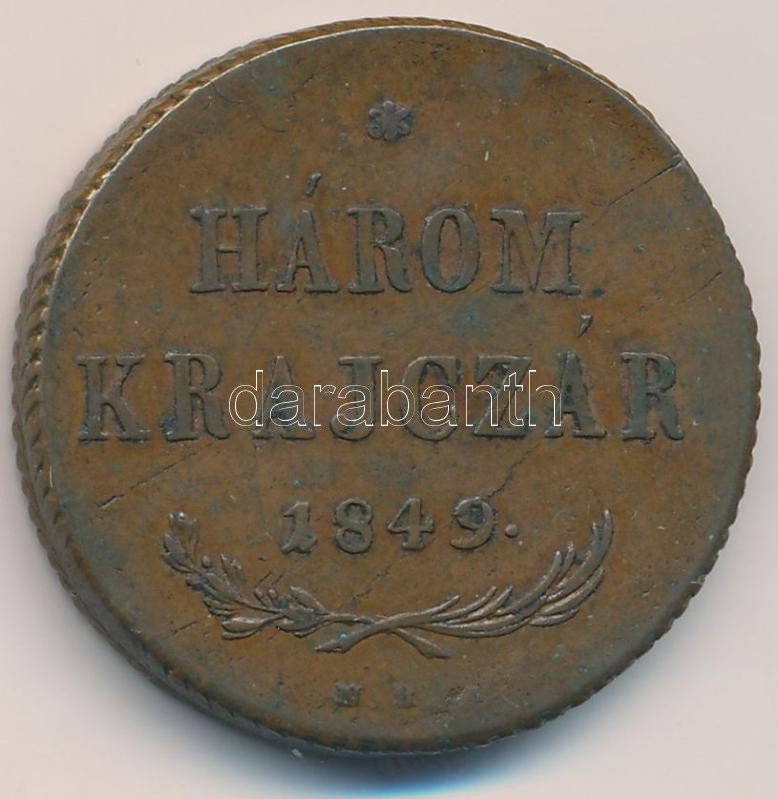 HÁROM
KRAJCZÁR
darabanth
1849.
N. B